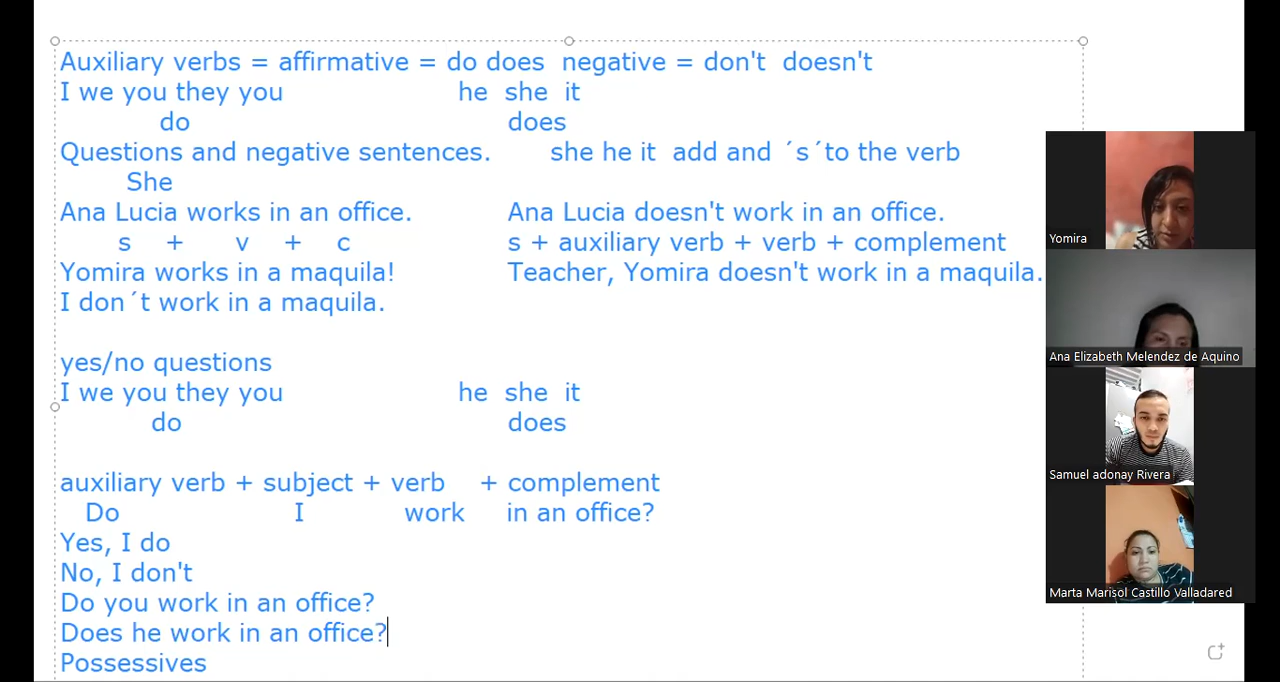 Auxiliary verbs = affirmative = do does  negative = don't  doesn't
I we you they you                    he  she  it
do                                   does
Questions and negative sentences.       she he it  add and ´s´to the verb
She
Ana Lucia works in an office.           Ana Lucia doesn't work in an office.
s    +    v    +    c                   s + auxiliary verb + verb + complement
Yomira works in a maquila!              Teacher, Yomira doesn't work in a maquila.
I don´t work in a maquila.
yes/no questions
I we you they you                    he  she  it
do                                   does
auxiliary verb + subject + verb    + complement
Do    I    work    in an office?
Yes, I do
No, I don't
Do you work in an office?
Does he work in an office?
Possessives
Yomira
Ana Elizabeth Melendez de Aquino
Samuel adonay Rivera
Marta Marisol Castillo Valladared